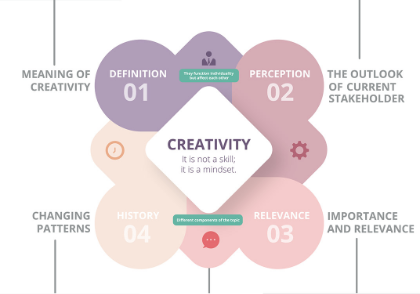 MEANING OF
CREATIVITY
DEFINITION
01
They function individually
but affect each other
PERCEPTION
02
THE OUTLOOK
OF CURRENT
STAKEHOLDER
CREATIVITY
It is not a skill;
it is a mindset.
CHANGING
PATTERNS
HISTORY
04
Different components of the topic
RELEVANCE
03
IMPORTANCE
AND RELEVANCE